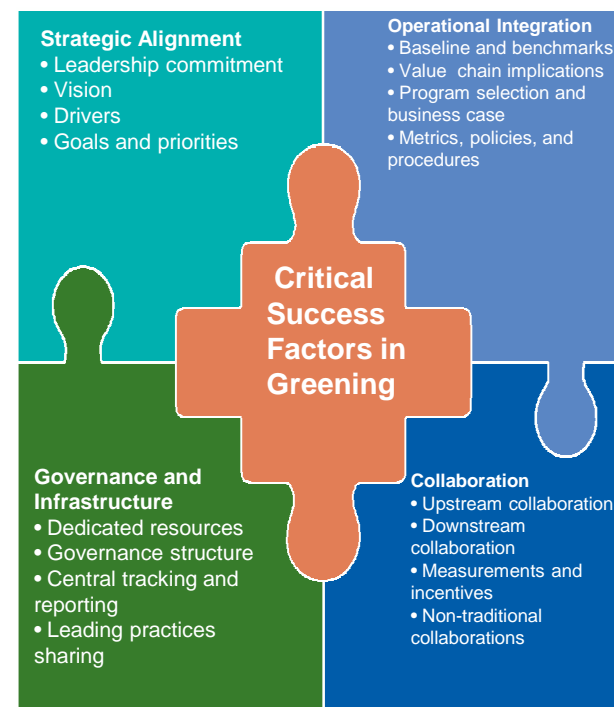 Strategic Alignment
• Leadership commitment
• Vision
• Drivers
• Goals and priorities
Operational Integration
• Baseline and benchmarks
• Value chain implications
• Program selection and
business case
• Metrics, policies, and
procedures
Critical
Success
Factors in
Greening
Governance and
Infrastructure
• Dedicated resources
• Governance structure
• Central tracking and
reporting
• Leading practices
sharing
Collaboration
• Upstream collaboration
• Downstream
collaboration
• Measurements and
incentives
• Non-traditional
collaborations